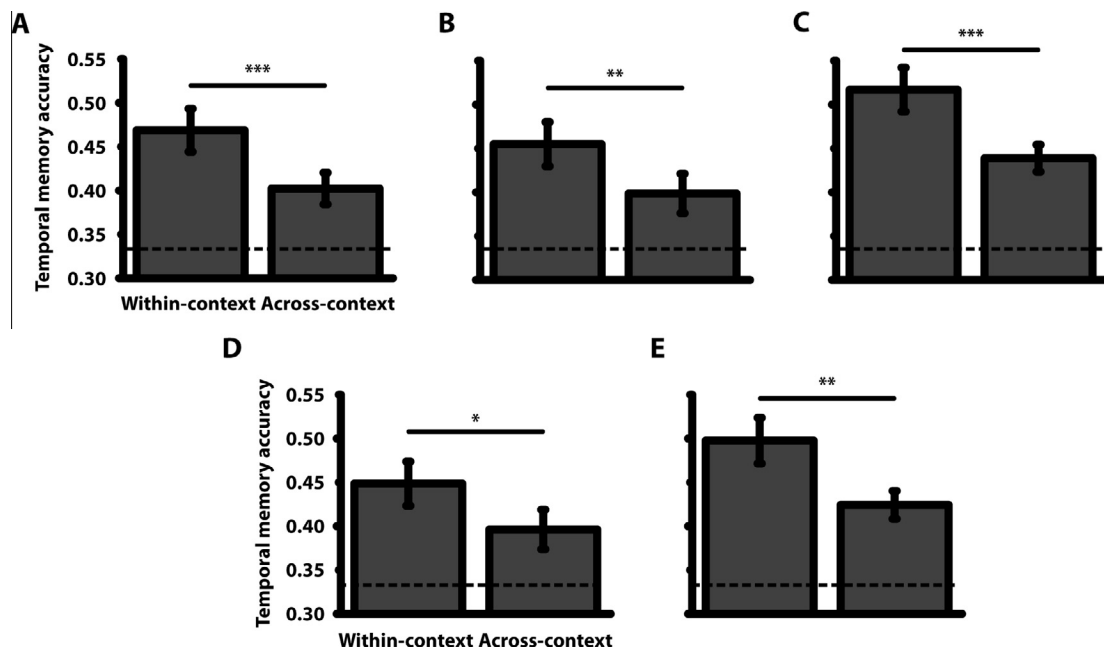 A
B
C
Temporal memory accuracy
0.55
0.50
0.45
0.40
0.35
0.30
***
**
***
Within-context Across-context
D
E
Temporal memory accuracy
0.55
0.50
0.45
0.40
0.35
0.30
*
**
Within-context Across-context